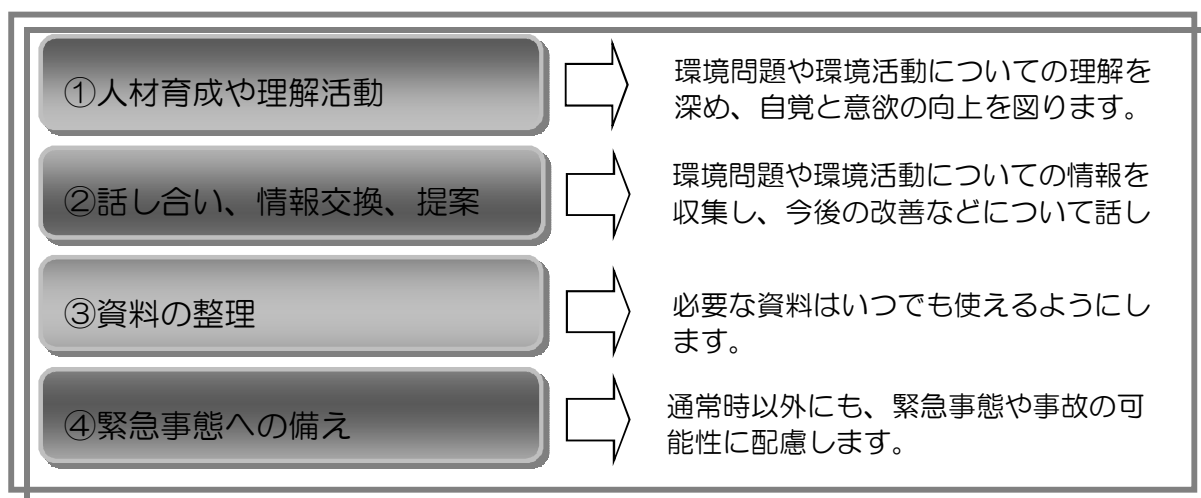 ①人材育成や理解活動
環境問題や環境活動についての理解を
深め、自覚と意欲の向上を図ります。
②話し合い、情報交換、提案
環境問題や環境活動についての情報を
収集し、今後の改善などについて話し
③資料の整理
必要な資料はいつでも使えるようにし
ます。
④緊急事態への備え
通常時以外にも、緊急事態や事故の可
能性に配慮します。